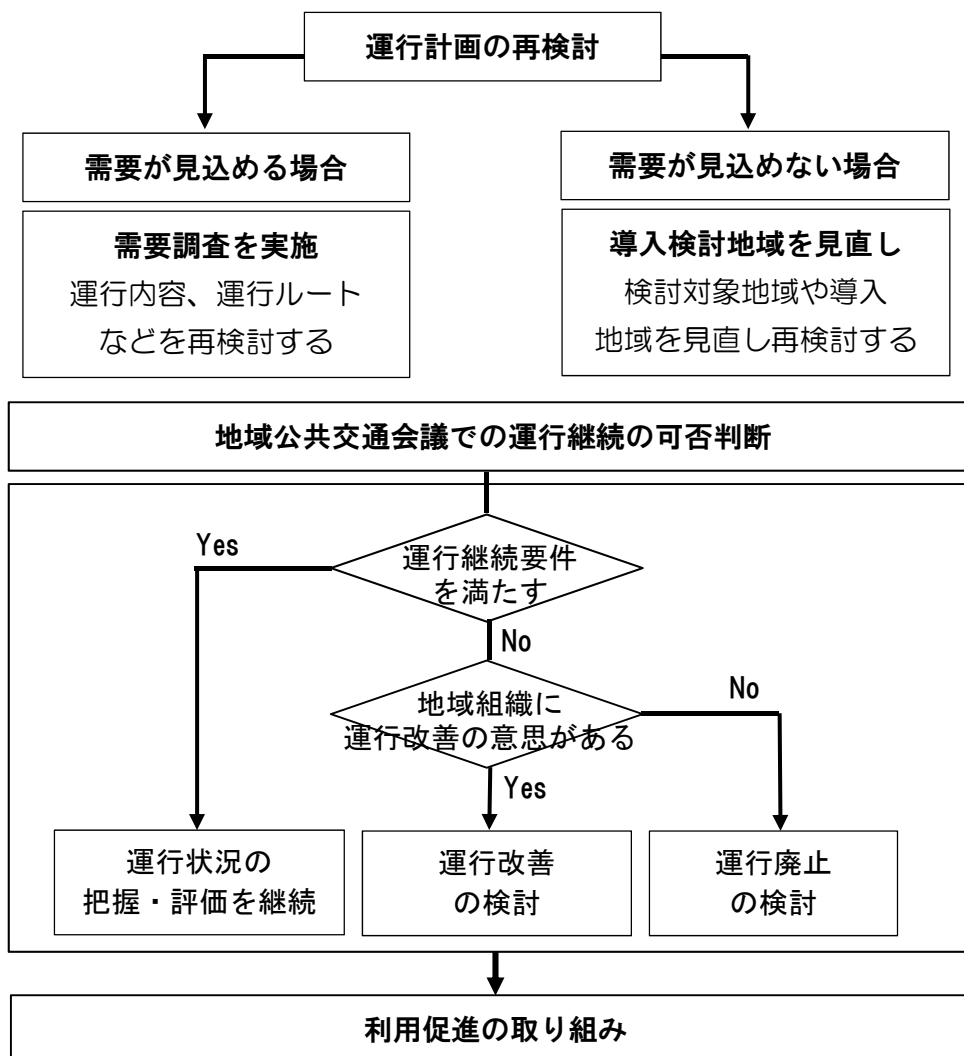 運行計画の再検討
需要が見込める場合
需要が見込めない場合
需要調査を実施
運行内容、運行ルート
などを再検討する
導入検討地域を見直し
検討対象地域や導入
地域を見直し再検討する
地域公共交通会議での運行継続の可否判断
Yes
運行継続要件
を満たす
No
地域組織に
運行改善の意思がある
No
Yes
運行状況の
把握・評価を継続
運行改善
の検討
運行廃止
の検討
利用促進の取り組み